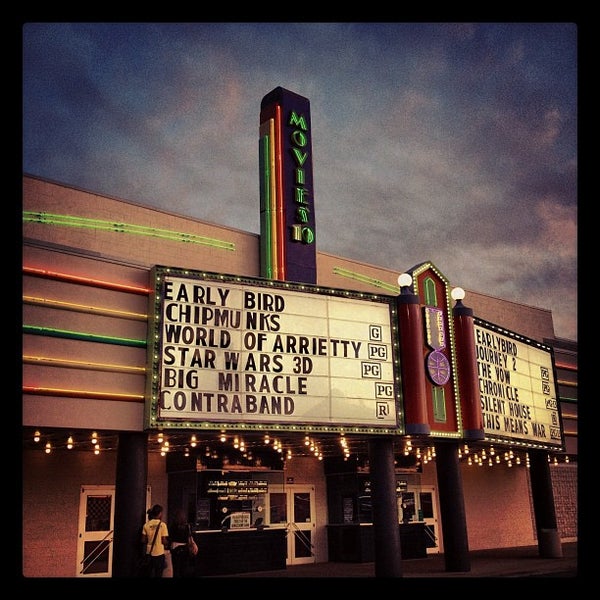 MOVIES 10
EARLY BIRD
CHIPMUNKS G
WORLD OF ARRIETTY PG
STAR WARS 3D PG
BIG MIRACLE PG
CONTRABAND R
EARLYBIRD
JOURNEY 2
THE VOW
CHRONICLE
SILENT HOUSE
THIS MEANS WAR